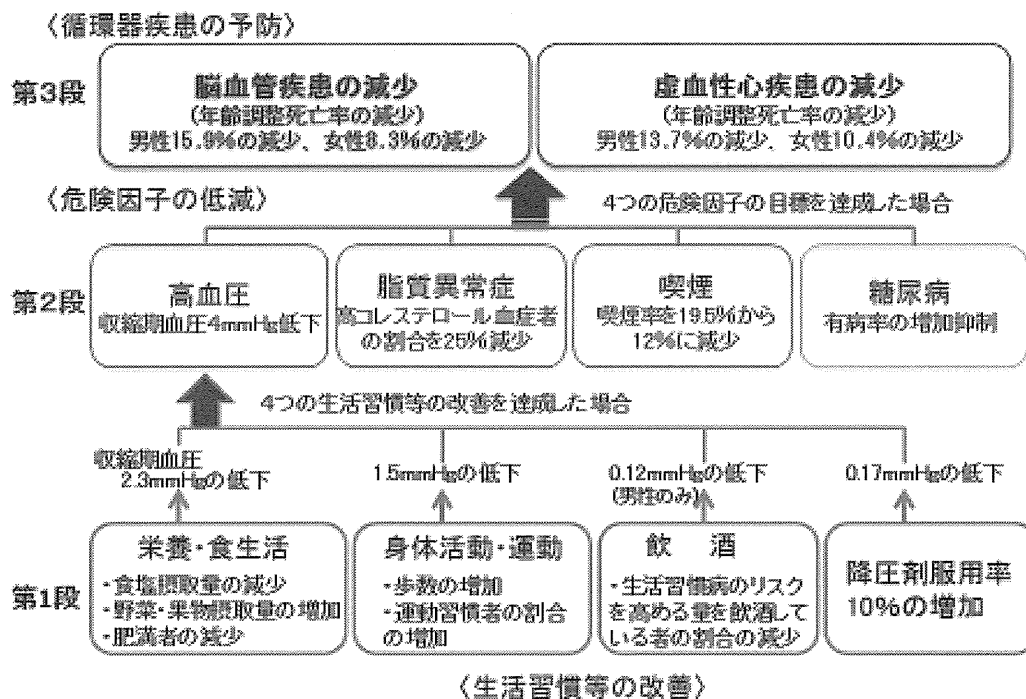 〈循環器疾患の予防〉
第3段
脳血管疾患の減少
(年齢調整死亡率の減少)
男性15.9%の減少、女性8.3%の減少
虚血性心疾患の減少
(年齢調整死亡率の減少)
男性13.7%の減少、女性10.4%の減少
〈危険因子の低減〉
4つの危険因子の目標を達成した場合
第2段
高血圧
収縮期血圧4mmHg低下
脂質異常症
高コレステロール血症者
の割合を25%減少
喫煙
喫煙率を19.5%から
12%に減少
糖尿病
有病率の増加抑制
4つの生活習慣等の改善を達成した場合
収縮期血圧
2.3mmHgの低下
1.5mmHgの低下
0.12mmHgの低下
(男性のみ)
0.17mmHgの低下
第1段
栄養・食生活
・食塩摂取量の減少
・野菜・果物摂取量の増加
・肥満者の減少
身体活動・運動
・歩数の増加
・運動習慣者の割合
の増加
飲 酒
・生活習慣病のリスク
を高める量を飲酒して
いる者の割合の減少
降圧剤服用率
10%の増加
〈生活習慣等の改善〉